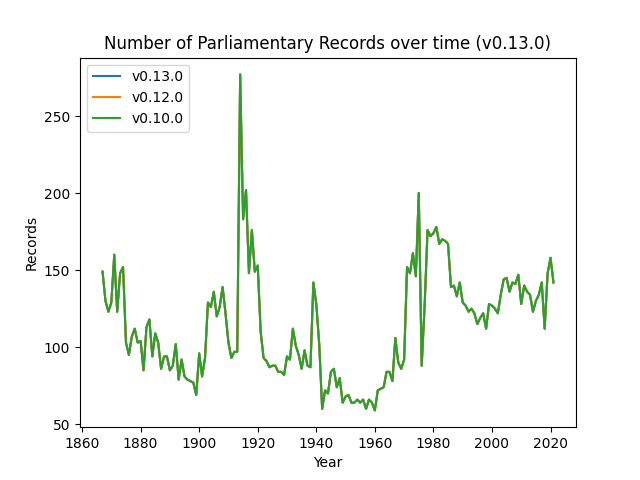 Number of Parliamentary Records over time (v0.13.0)
v0.13.0
v0.12.0
v0.10.0
250
200
150
100
50
Records
1860 1880 1900 1920 1940 1960 1980 2000 2020
Year